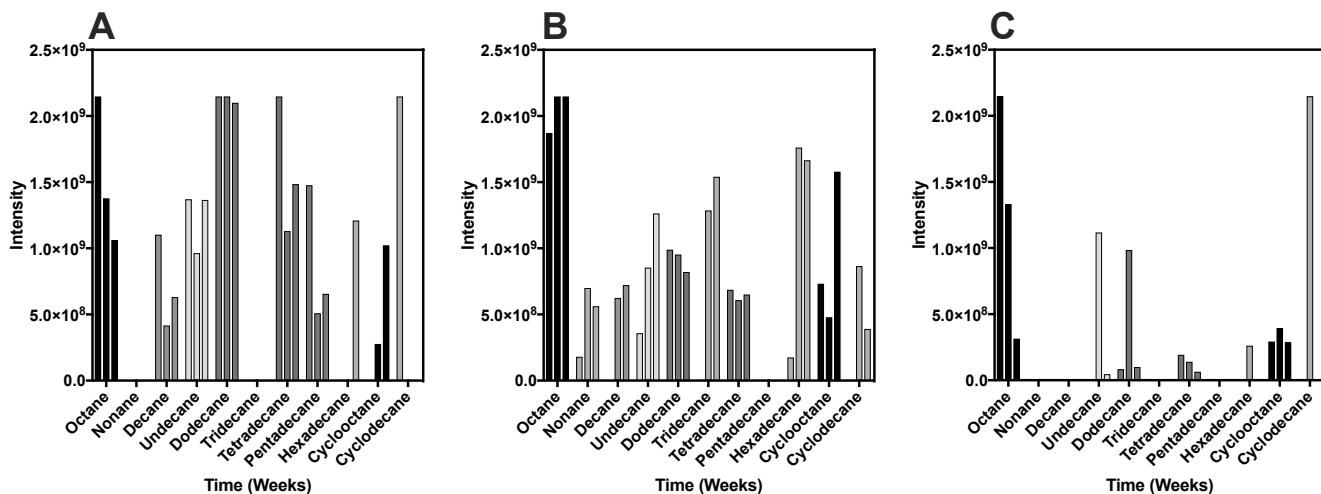 A
2.5×10⁹
2.0×10⁹
1.5×10⁹
1.0×10⁹
5.0×10⁸
0.0
Intensity
Octane
Nonane
Decane
Undecane
Dodecane
Tridecane
Tetradecane
Pentadecane
Hexadecane
Cyclooctane
Cyclodecane
Time (Weeks)
B
2.5×10⁹
2.0×10⁹
1.5×10⁹
1.0×10⁹
5.0×10⁸
0.0
Intensity
Octane
Nonane
Decane
Undecane
Dodecane
Tridecane
Tetradecane
Pentadecane
Hexadecane
Cyclooctane
Cyclodecane
Time (Weeks)
C
2.5×10⁹
2.0×10⁹
1.5×10⁹
1.0×10⁹
5.0×10⁸
0.0
Intensity
Octane
Nonane
Decane
Undecane
Dodecane
Tridecane
Tetradecane
Pentadecane
Hexadecane
Cyclooctane
Cyclodecane
Time (Weeks)